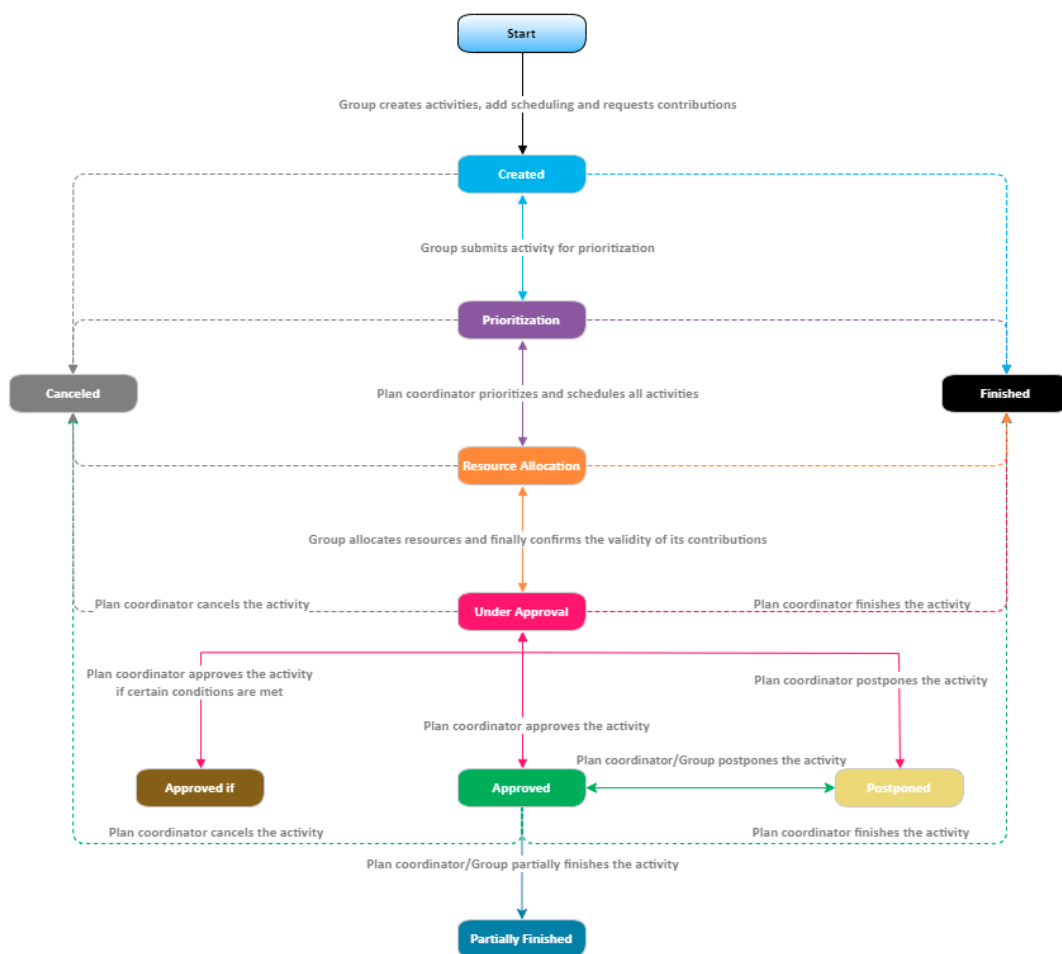 Start
Group creates activities, add scheduling and requests contributions
Created
Group submits activity for prioritization
Prioritization
Canceled
Plan coordinator prioritizes and schedules all activities
Finished
Resource Allocation
Group allocates resources and finally confirms the validity of its contributions
Plan coordinator cancels the activity
Under Approval
Plan coordinator finishes the activity
Plan coordinator approves the activity
if certain conditions are met
Plan coordinator postpones the activity
Plan coordinator approves the activity
Plan coordinator/Group postpones the activity
Approved if
Approved
Postponed
Plan coordinator cancels the activity
Plan coordinator finishes the activity
Plan coordinator/Group partially finishes the activity
Partially Finished